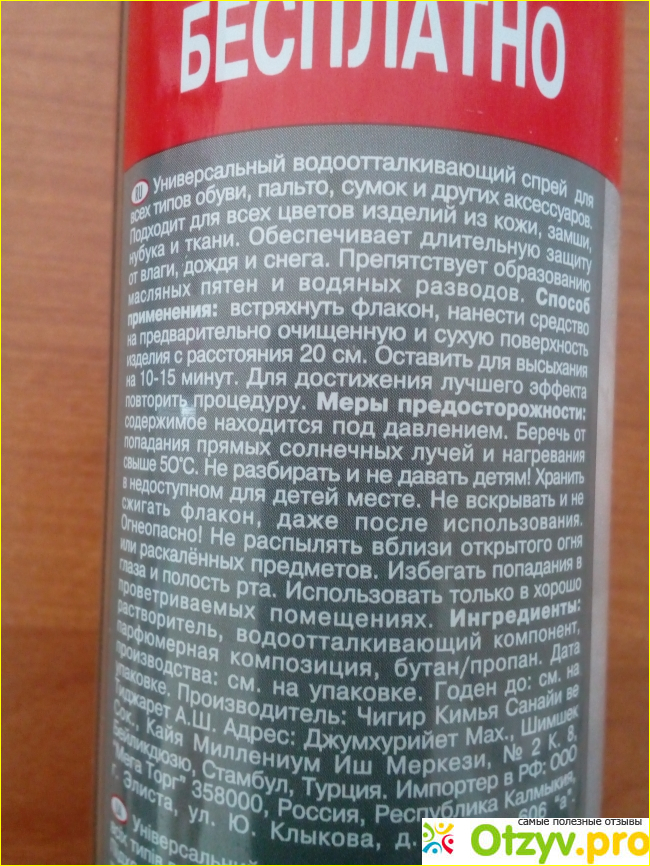 БЕСПЛАТНО
RU Универсальный водоотталкивающий спрей для
всех типов обуви, пальто, сумок и других аксессуаров.
Подходит для всех цветов изделий из кожи, замши,
нубука и ткани. Обеспечивает длительную защиту
от влаги, дождя и снега. Препятствует образованию
масляных пятен и водяных разводов. Способ
применения: встряхнуть флакон, нанести средство
на предварительно очищенную и сухую поверхность
изделия с расстояния 20 см. Оставить для высыхания
на 10-15 минут. Для достижения лучшего эффекта
повторить процедуру. Меры предосторожности:
содержимое находится под давлением. Беречь от
попадания прямых солнечных лучей и нагревания
свыше 50°C. Не разбирать и не давать детям! Хранить
в недоступном для детей месте. Не вскрывать и не
сжигать флакон, даже после использования.
Огнеопасно! Не распылять вблизи открытого огня
или раскалённых предметов. Избегать попадания в
глаза и полость рта. Использовать только в хорошо
проветриваемых помещениях. Ингредиенты:
растворитель, водоотталкивающий компонент,
парфюмерная композиция, бутан/пропан. Дата
производства: см. на упаковке. Годен до: см. на
упаковке. Производитель: Чигир Кимья Санайи ве
Тиджарет А.Ш. Адрес: Джумхурийет Мах., Шимшек
Сок., Кайя Миллениум Иш Меркези, № 2 К. 8,
Бейликдюзю, Стамбул, Турция. Импортер в РФ: ООО
"Мега Торг" 358000, Россия, Республика Калмыкия,
г. Элиста, ул. Ю. Клыкова, д. "а"
Універсальный
всех типів
самые полезные отзывы
Otzyv.pro